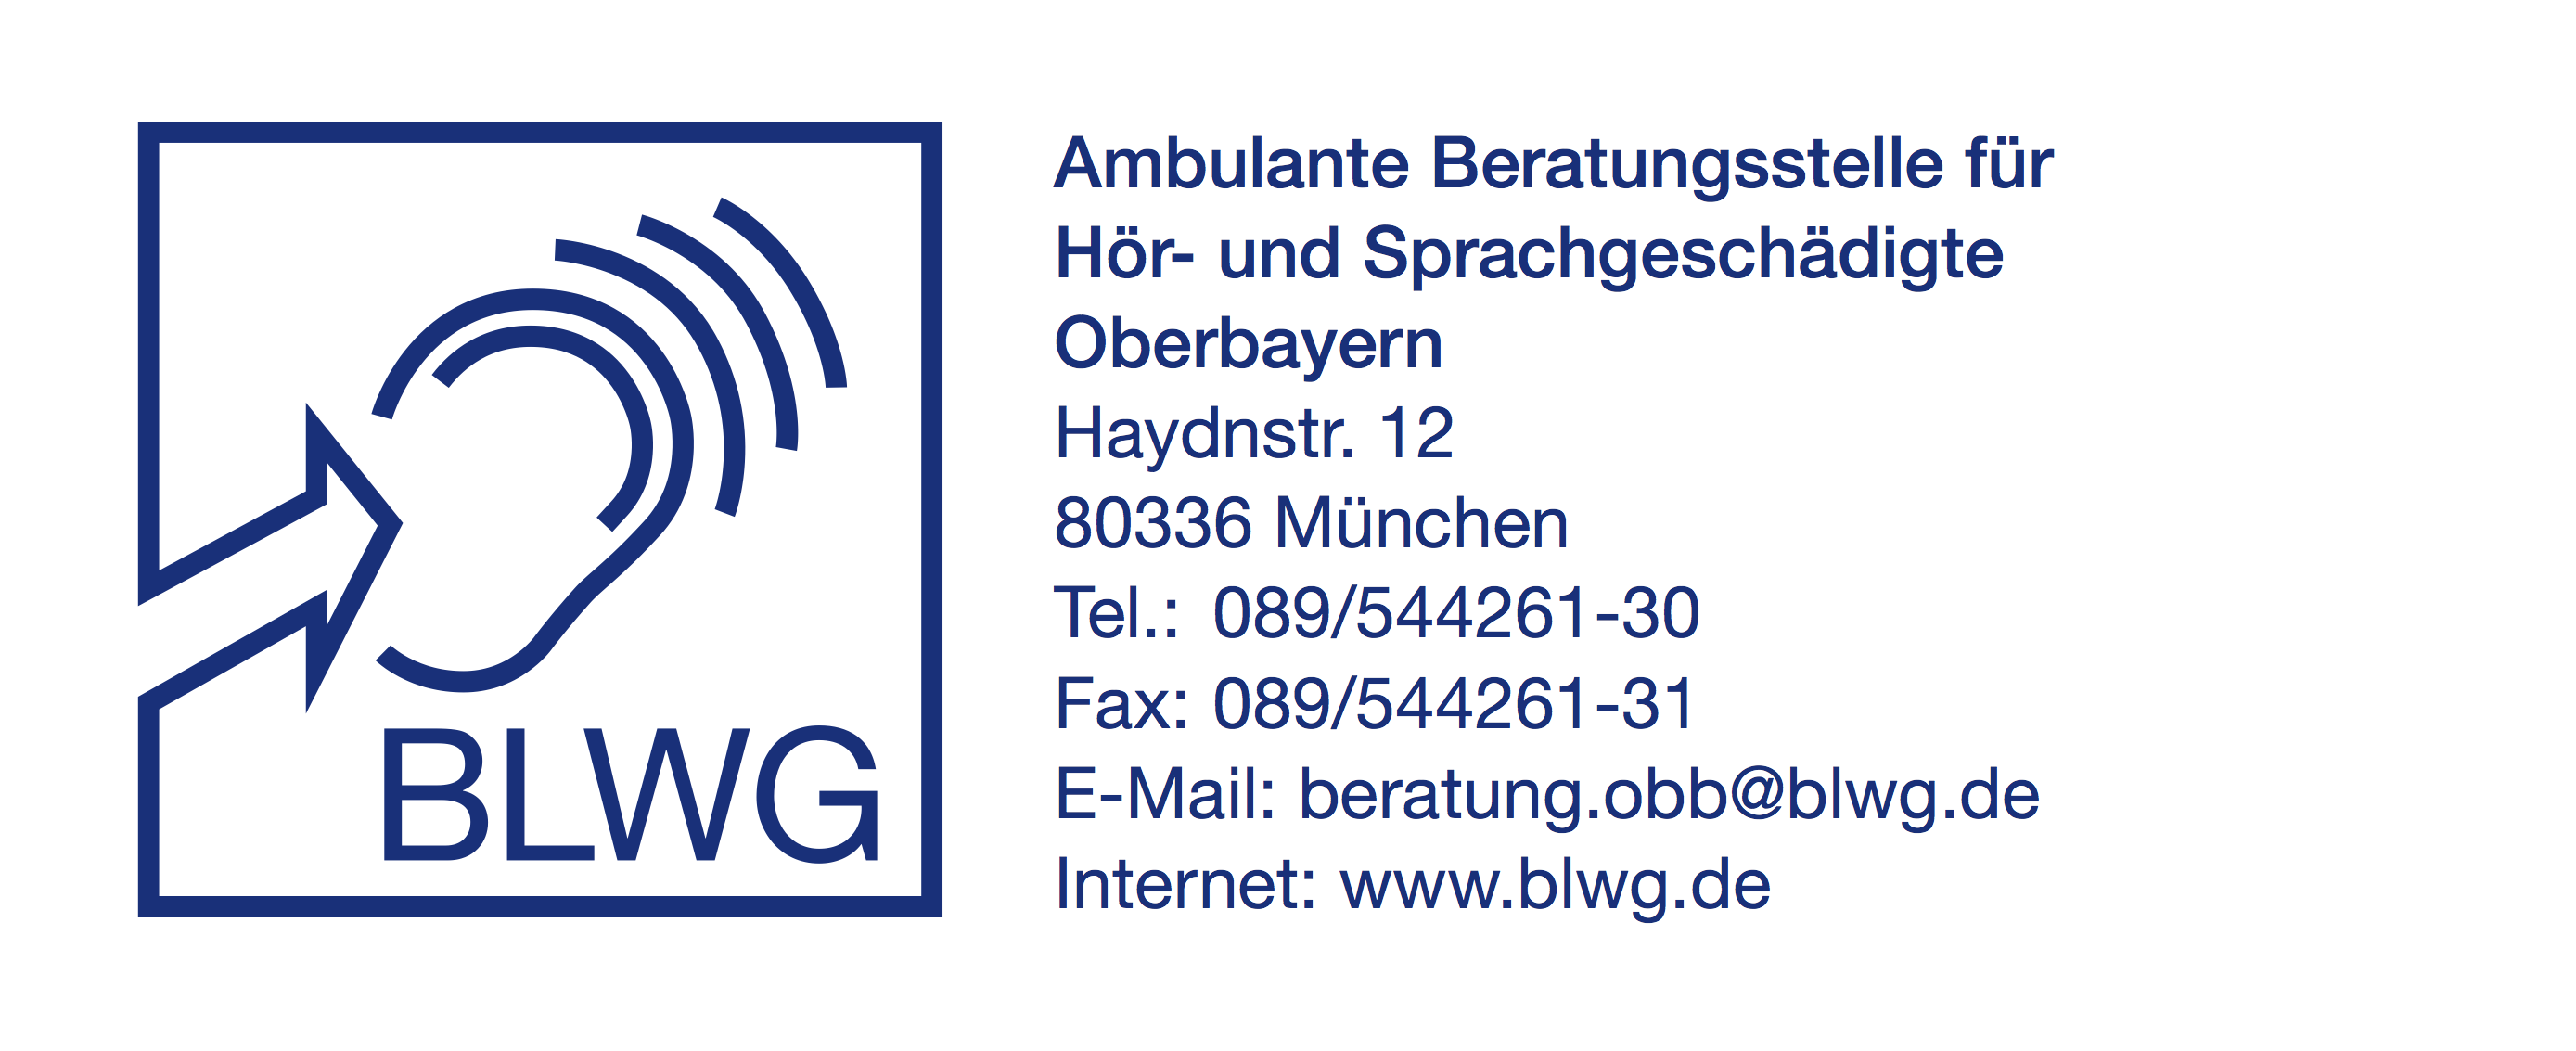 BLWG
Ambulante Beratungsstelle für
Hör- und Sprachgeschädigte
Oberbayern
Haydnstr. 12
80336 München
Tel.: 089/544261-30
Fax: 089/544261-31
E-Mail: beratung.obb@blwg.de
Internet: www.blwg.de